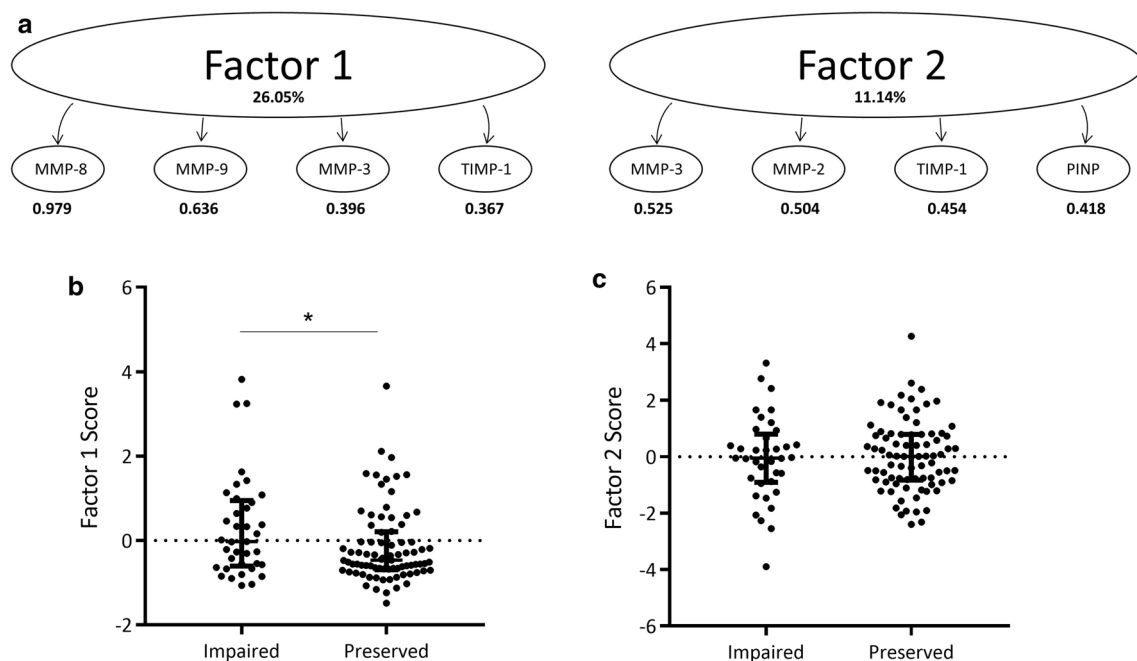 a
Factor 1
26.05%
MMP-8 MMP-9 MMP-3 TIMP-1
0.979 0.636 0.396 0.367
Factor 2
11.14%
MMP-3 MMP-2 TIMP-1 PINP
0.525 0.504 0.454 0.418
b
Factor 1 Score
6
4
2
0
-2
*
Impaired Preserved
c
Factor 2 Score
6
4
2
0
-2
-4
-6
Impaired Preserved